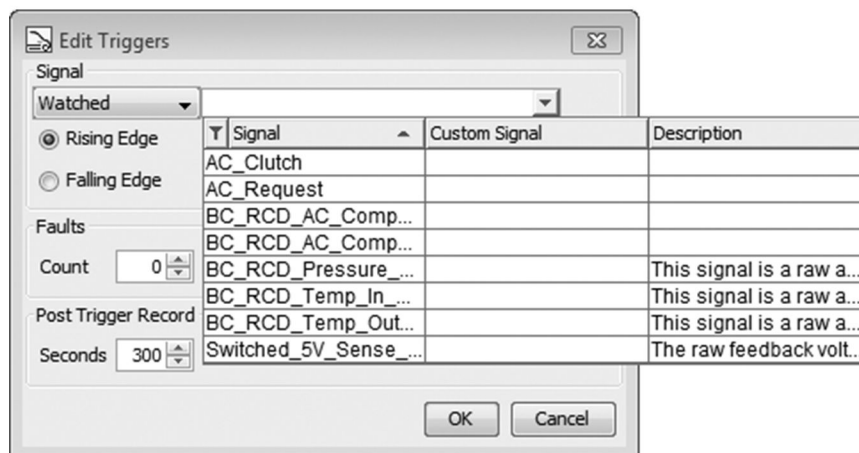 Edit Triggers
Signal
Watched
Rising Edge
Falling Edge
Signal Custom Signal Description
AC_Clutch
AC_Request
BC_RCD_AC_Comp...
BC_RCD_AC_Comp...
BC_RCD_Pressure_... This signal is a raw a...
BC_RCD_Temp_In_... This signal is a raw a...
BC_RCD_Temp_Out... This signal is a raw a...
Switched_5V_Sense_... The raw feedback volt...
Faults
Count 0
Post Trigger Record
Seconds 300
OK Cancel